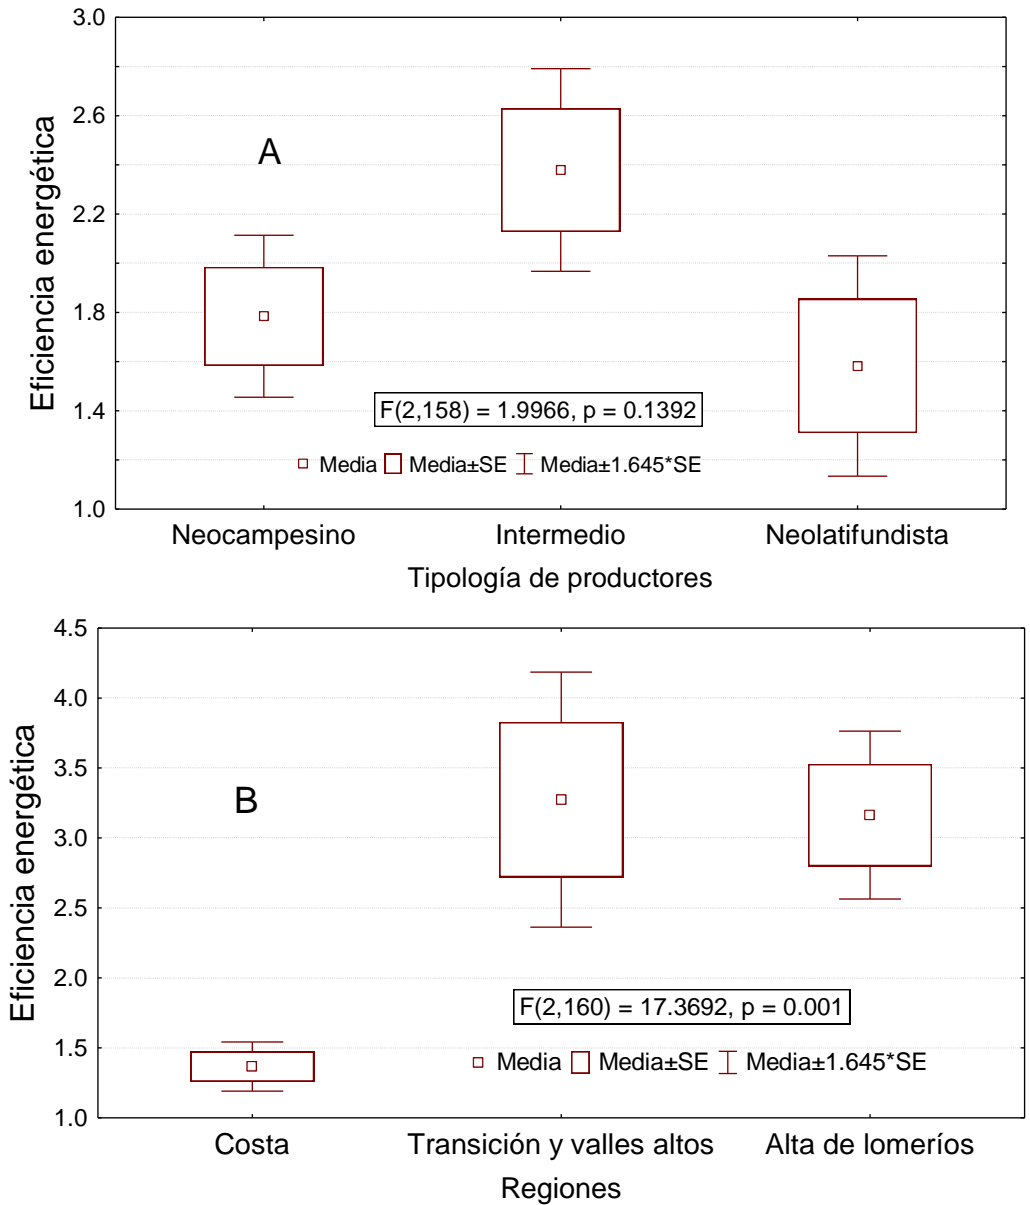 3.0
2.6
2.2
1.8
1.4
1.0
Eficiencia energética
A
F(2,158) = 1.9966, p = 0.1392
Media Media±SE Media±1.645*SE
Neocampesino Intermedio Neolatifundista
Tipología de productores
4.5
4.0
3.5
3.0
2.5
2.0
1.5
1.0
Eficiencia energética
B
F(2,160) = 17.3692, p = 0.001
Media Media±SE Media±1.645*SE
Costa Transición y valles altos Alta de lomeríos
Regiones